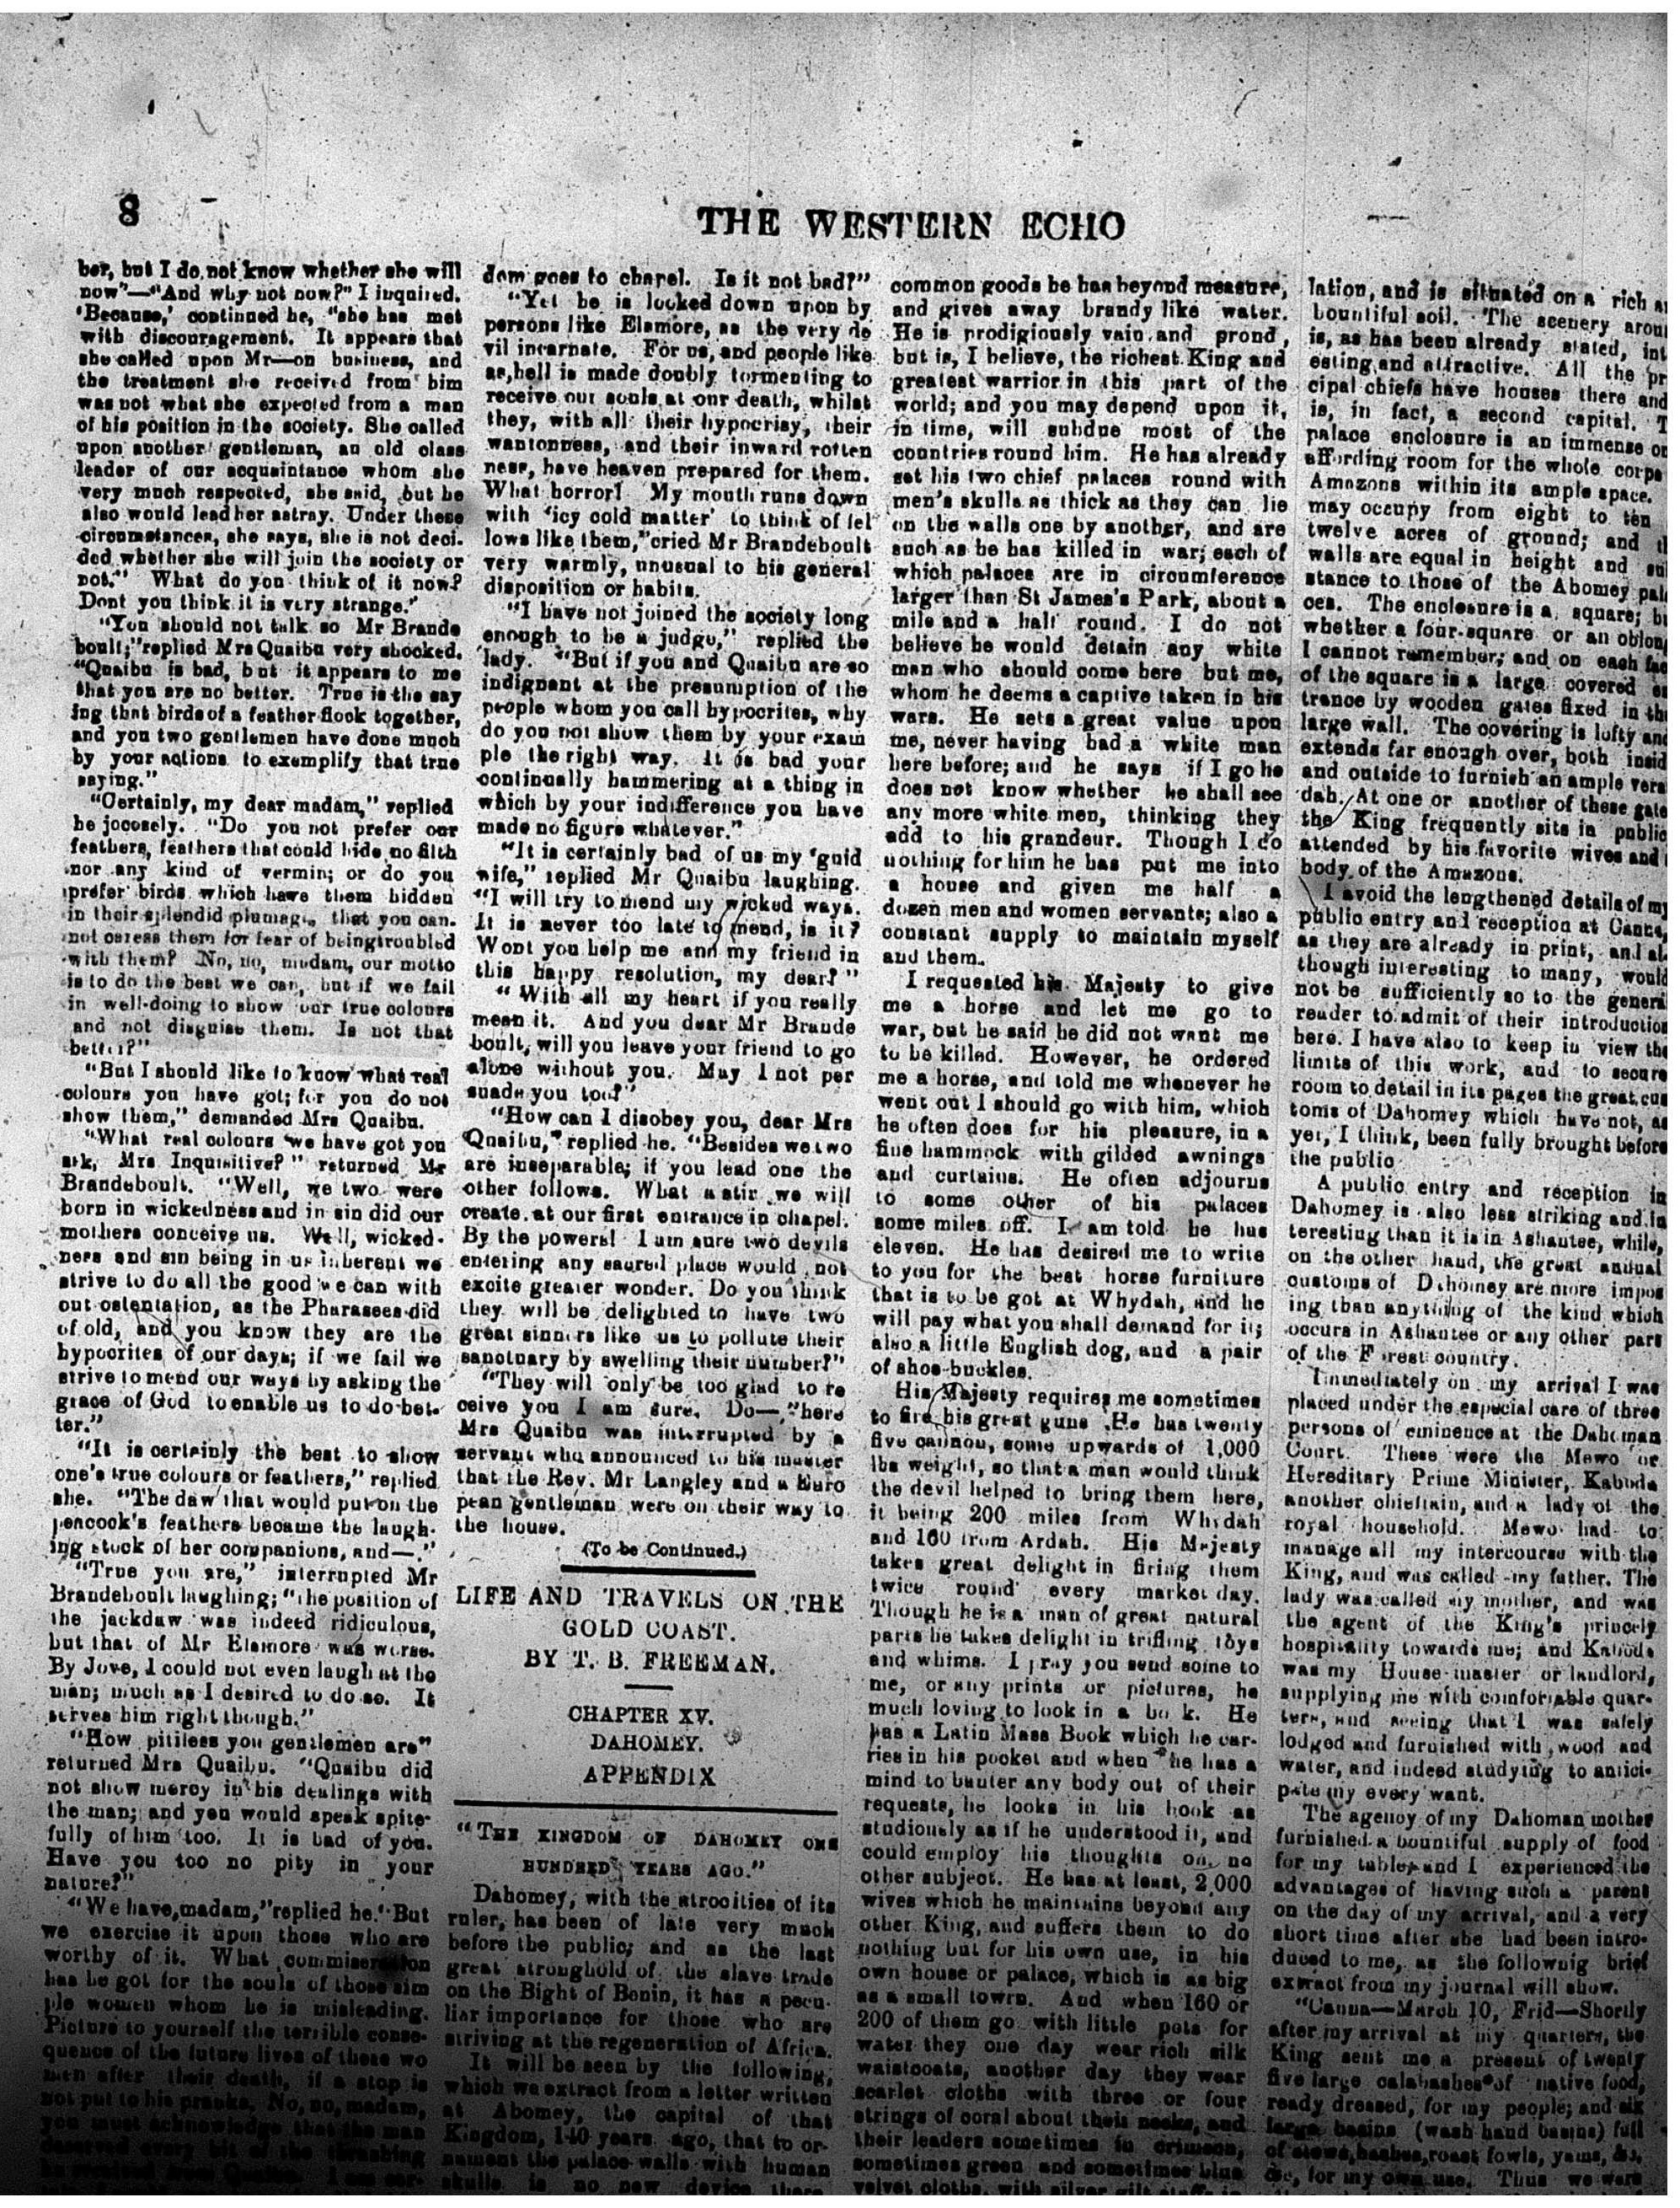 8
THE WESTERN ECHO
ber, but I do not know whether she will
now"—"And why not now?" I inquired.
'Because,' continued he, "she has met
with discouragement. It appears that
she called upon Mr—on business, and
the treatment she received from him
was not what she expected from a man
of his position in the society. She called
upon another gentleman, an old class
leader of our acquaintance whom she
very much respected, she said, but he
also would lead her astray. Under these
circumstances, she says, she is not deci-
ded whether she will join the society or
not." What do you think of it now?
Dont you think it is very strange.'
"You should not talk so Mr Brande
boult," replied Mrs Quaibu very shocked.
"Quaibu is bad, but it appears to me
that you are no better. True is the say
ing that birds of a feather flock together,
and you two gentlemen have done much
by your actions to exemplify that true
saying."
"Certainly, my dear madam," replied
he jocosely. "Do you not prefer our
feathers, feathers that could hide no filth
nor any kind of vermin; or do you
prefer birds which have them hidden
in their splendid plumage, that you can-
not caress them for fear of beingtroubled
with them? No, no, madam, our motto
is to do the best we can, but if we fail
in well-doing to show our true colours
and not disguise them. Is not that
better?"
"But I should like to know what real
colours you have got; for you do not
show them," demanded Mrs Quaibu.
"What real colours we have got you
ask, Mrs Inquisitive?" returned Mr
Brandeboult. "Well, we two were
born in wickedness and in sin did our
mothers conceive us. Well, wicked-
ness and sin being in us inherent we
strive to do all the good we can with
out ostentation, as the Pharasees did
of old, and you know they are the
hypocrites of our days; if we fail we
strive to mend our ways by asking the
grace of God to enable us to do bet-
ter."
"It is certainly the best to show
one's true colours or feathers," replied
she. "The daw that would put on the
peacock's feathers became the laugh-
ing stock of her companions, and—."
"True you are," interrupted Mr
Brandeboult laughing; "the position of
the jackdaw was indeed ridiculous,
but that of Mr Elsmore was worse.
By Jove, I could not even laugh at the
man; much as I desired to do so. It
serves him right though."
"How pitiless you gentlemen are"
returned Mrs Quaibu. "Quaibu did
not show mercy in his dealings with
the man; and you would speak spite-
fully of him too. It is bad of you.
Have you too no pity in your
nature?"
"We have, madam," replied he. "But
we exercise it upon those who are
worthy of it. What commiseration
has he got for the souls of those sim
ple women whom he is misleading.
Picture to yourself the terrible conse-
quence of the future lives of these wo
men after their death, if a stop is
not put to his pranks. No, no, madam,
you must acknowledge that the man
deserved every bit of the thrashing
he received from Quaibu. I am
dom goes to chapel. Is it not bad?"
"Yet he is looked down upon by
persons like Elsmore, as the very de
vil incarnate. For us, and people like
as, hell is made doubly tormenting to
receive our souls at our death, whilst
they, with all their hypocrisy, their
wantonness, and their inward rotten
ness, have heaven prepared for them.
What horror! My mouth runs down
with 'icy cold matter' to think of fel
lows like them," cried Mr Brandeboult
very warmly, unusual to his general
disposition or habits.
"I have not joined the society long
enough to be a judge," replied the
lady. "But if you and Quaibu are so
indignant at the presumption of the
people whom you call hypocrites, why
do you not show them by your exam
ple the right way. It is bad your
continually hammering at a thing in
which by your indifference you have
made no figure whatever."
"It is certainly bad of us my 'guid
wife," replied Mr Quaibu laughing.
"I will try to mend my wicked ways.
It is never too late to mend, is it?
Wont you help me and my friend in
this happy resolution, my dear?"
"With all my heart if you really
mean it. And you dear Mr Brande
boult, will you leave your friend to go
alone without you. May I not per
suade you too?"
"How can I disobey you, dear Mrs
Quaibu," replied he. "Besides we two
are inseparable; if you lead one the
other follows. What a stir we will
create at our first entrance in chapel.
By the powers! I am sure two devils
entering any sacred place would not
excite greater wonder. Do you think
they will be delighted to have two
great sinners like us to pollute their
sanctuary by swelling their number?"
"They will only be too glad to re
ceive you I am sure. Do—," here
Mrs Quaibu was interrupted by a
servant who announced to his master
that the Rev. Mr Langley and a Euro
pean gentleman were on their way to
the house.
(To be Continued.)
LIFE AND TRAVELS ON THE
GOLD COAST.
BY T. B. FREEMAN.
CHAPTER XV.
DAHOMEY.
APPENDIX
"THE KINGDOM OF DAHOMEY ONE
HUNDRED YEARS AGO."
Dahomey, with the atrocities of its
ruler, has been of late very much
before the public; and as the last
great stronghold of the slave trade
on the Bight of Benin, it has a pecu-
liar importance for those who are
striving at the regeneration of Africa.
It will be seen by the following,
which we extract from a letter written
at Abomey, the capital of that
Kingdom, 140 years ago, that to or-
nament the palace walls with human
skulls is no new device there
common goods he has beyond measure,
and gives away brandy like water.
He is prodigiously vain and proud,
but is, I believe, the richest King and
greatest warrior in this part of the
world; and you may depend upon it,
in time, will subdue most of the
countries round him. He has already
set his two chief palaces round with
men's skulls as thick as they can lie
on the walls one by another, and are
such as he has killed in war; each of
which palaces are in circumference
larger than St James's Park, about a
mile and a half round. I do not
believe he would detain any white
man who should come here but me,
whom he deems a captive taken in his
wars. He sets a great value upon
me, never having had a white man
here before; and he says if I go he
does not know whether he shall see
any more white men, thinking they
add to his grandeur. Though I do
nothing for him he has put me into
a house and given me half a
dozen men and women servants; also a
constant supply to maintain myself
and them.
I requested his Majesty to give
me a horse and let me go to
war, but he said he did not want me
to be killed. However, he ordered
me a horse, and told me whenever he
went out I should go with him, which
he often does for his pleasure, in a
fine hammock with gilded awnings
and curtains. He often adjourns
to some other of his palaces
some miles off. I am told he has
eleven. He has desired me to write
to you for the best horse furniture
that is to be got at Whydah, and he
will pay what you shall demand for it;
also a little English dog, and a pair
of shoe-buckles.
His Majesty requires me sometimes
to fire his great guns. He has twenty
five cannon, some upwards of 1,000
lbs weight, so that a man would think
the devil helped to bring them here,
it being 200 miles from Whydah
and 160 from Ardah. His Majesty
takes great delight in firing them
twice round every market day.
Though he is a man of great natural
parts he takes delight in trifling toys
and whims. I pray you send some to
me, or any prints or pictures, he
much loving to look in a book. He
has a Latin Mass Book which he car-
ries in his pocket and when he has a
mind to banter any body out of their
requests, he looks in his book as
studiously as if he understood it, and
could employ his thoughts on no
other subject. He has at least, 2,000
wives which he maintains beyond any
other King, and suffers them to do
nothing but for his own use, in his
own house or palace, which is as big
as a small town. And when 160 or
200 of them go with little pots for
water they one day wear rich silk
waistcoats, another day they wear
scarlet cloths with three or four
strings of coral about their necks, and
their leaders sometimes in crimson,
sometimes green and sometimes blue
velvet cloths, with silver gilt staffs in
lation, and is situated on a rich
bountiful soil. The scenery
is, as has been already stated,
esting and attractive. All the
cipal chiefs have houses there and
is, in fact, a second capital.
palace enclosure is an immense
affording room for the whole corps
Amazons within its ample space.
may occupy from eight to ten
twelve acres of ground; and
walls are equal in height and
stance to those of the Abomey
ces. The enclosure is a square;
whether a four-square or an oblong
I cannot remember; and on each
of the square is a large covered
trance by wooden gates fixed in the
large wall. The covering is lofty and
extends far enough over, both
and outside to furnish an ample
dah. At one or another of these
the King frequently sits in public
attended by his favorite wives and
body of the Amazons.
I avoid the lengthened details of my
public entry and reception at Canna,
as they are already in print, and al-
though interesting to many, would
not be sufficiently so to the general
reader to admit of their introduction
here. I have also to keep in view the
limits of this work, and to secure
room to detail in its pages the great cus
toms of Dahomey which have not, as
yet, I think, been fully brought before
the public
A public entry and reception in
Dahomey is also less striking and in
teresting than it is in Ashantee, while,
on the other hand, the great annual
customs of Dahomey are more impos
ing than anything of the kind which
occurs in Ashantee or any other part
of the Forest country.
Immediately on my arrival I was
placed under the especial care of three
persons of eminence at the Dahoman
Court. These were the Mewo or
Hereditary Prime Minister, Kabuda
another chieftain, and a lady of the
royal household. Mewo had to
manage all my intercourse with the
King, and was called my father. The
lady was called my mother, and was
the agent of the King's princely
hospitality towards me; and Kabuda
was my House-master or landlord,
supplying me with comfortable quar-
ters, and seeing that I was safely
lodged and furnished with wood and
water, and indeed studying to antici-
pate my every want.
The agency of my Dahoman mother
furnished a bountiful supply of food
for my table, and I experienced the
advantages of having such a parent
on the day of my arrival, and a very
short time after she had been intro-
duced to me, as the followuig brief
extract from my journal will show.
"Canna—March 10, Frid—Shortly
after my arrival at my quarters, the
King sent me a present of twenty
five large calabashes of native food,
ready dressed, for my people; and six
large basins (wash hand basins) full
of stews, hashes, roast fowls, yams, &c,
&c, for my own use. Thus we were